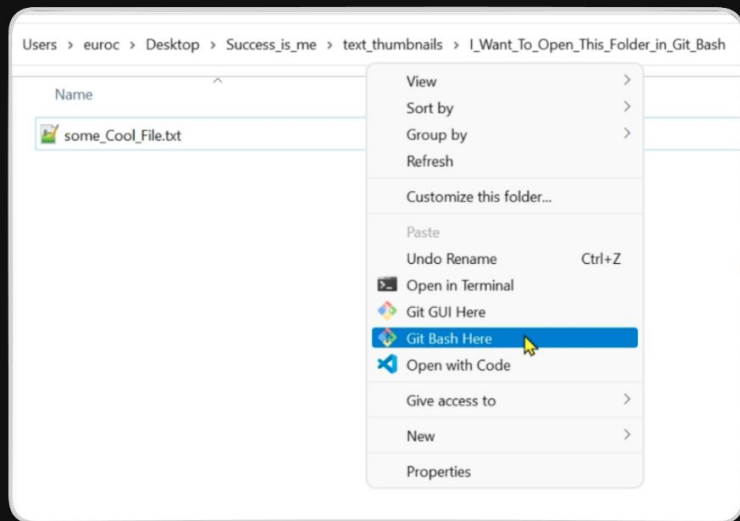 Users > euroc > Desktop > Success_is_me > text_thumbnails > I_Want_To_Open_This_Folder_in_Git_Bash
Name
some_Cool_File.txt
View
Sort by
Group by
Refresh
Customize this folder...
Paste
Undo Rename Ctrl+Z
Open in Terminal
Git GUI Here
Git Bash Here
Open with Code
Give access to
New
Properties